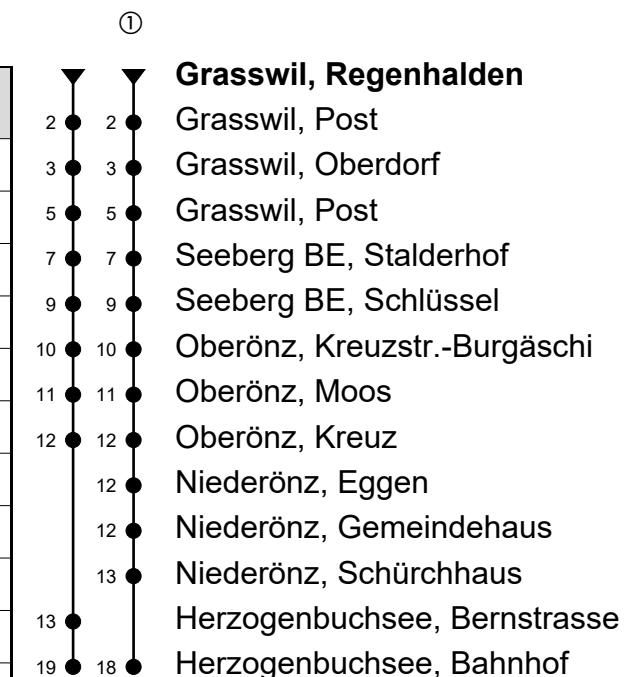 ①
Grasswil, Regenhalden
2 2 Grasswil, Post
3 3 Grasswil, Oberdorf
5 5 Grasswil, Post
7 7 Seeberg BE, Stalderhof
9 9 Seeberg BE, Schlüssel
10 10 Oberönz, Kreuzstr.-Burgäschi
11 11 Oberönz, Moos
12 12 Oberönz, Kreuz
12 Niederönz, Eggen
12 Niederönz, Gemeindehaus
13 Niederönz, Schürchhaus
13 Herzogenbuchsee, Bernstrasse
19 18 Herzogenbuchsee, Bahnhof